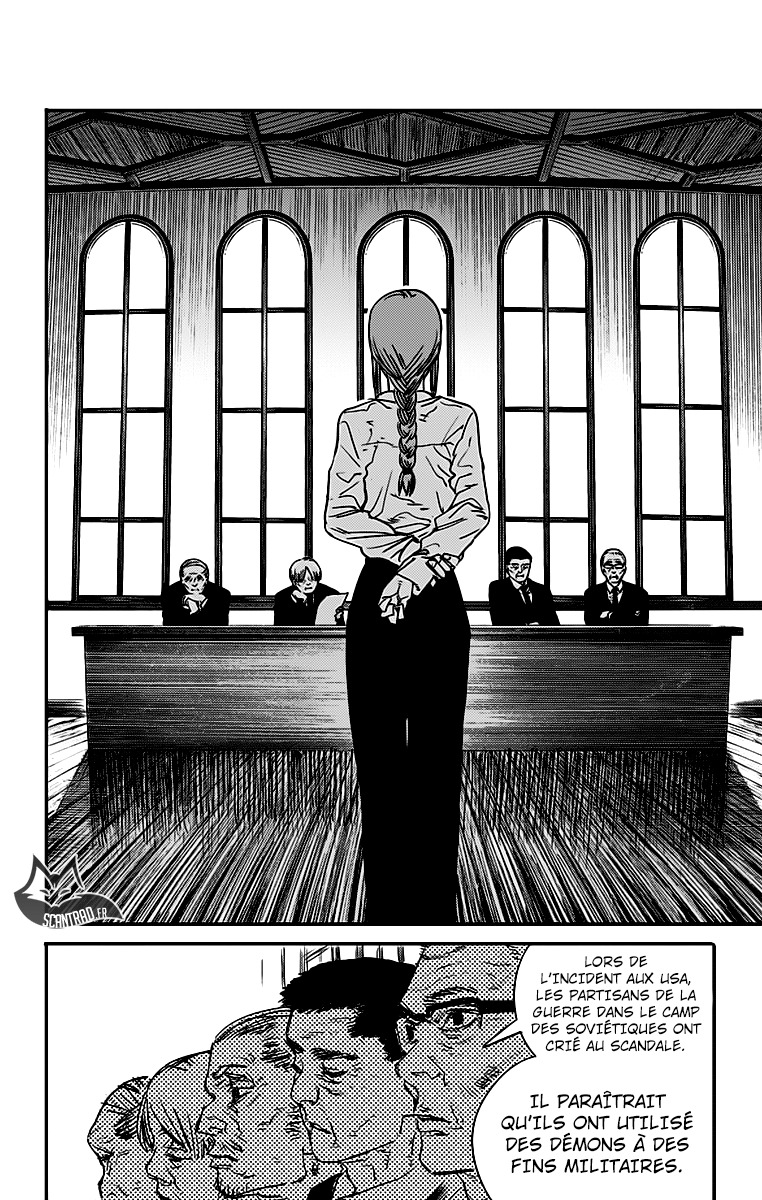 SCANTRAD.FR
LORS DE
L'INCIDENT AUX USA,
LES PARTISANS DE LA
GUERRE DANS LE CAMP
DES SOVIÉTIQUES ONT
CRIÉ AU SCANDALE.
IL PARAÎTRAIT
QU'ILS ONT UTILISÉ
DES DÉMONS À DES
FINS MILITAIRES.